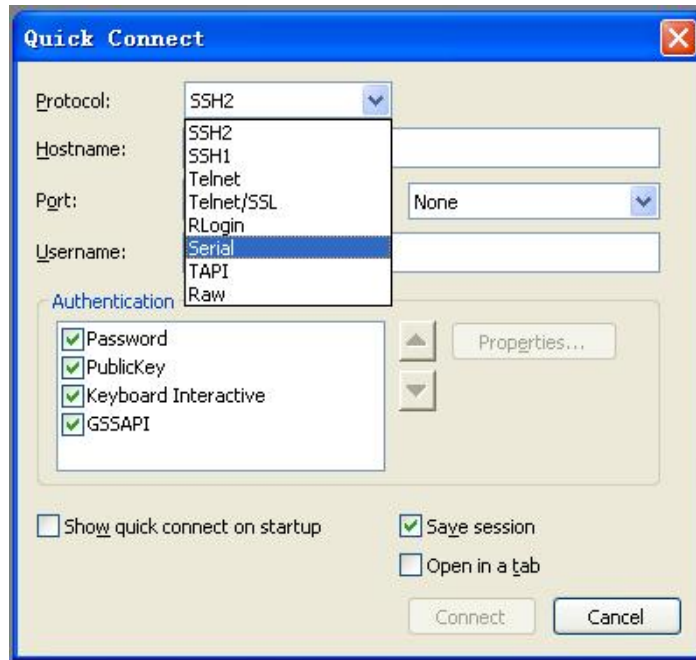 Quick Connect
Protocol:
SSH2
SSH2
SSH1
Telnet
Telnet/SSL
RLogin
Serial
TAPI
Raw
Hostname:
Port:
None
Username:
Authentication
Password
PublicKey
Keyboard Interactive
GSSAPI
Properties...
Show quick connect on startup
Save session
Open in a tab
Connect
Cancel